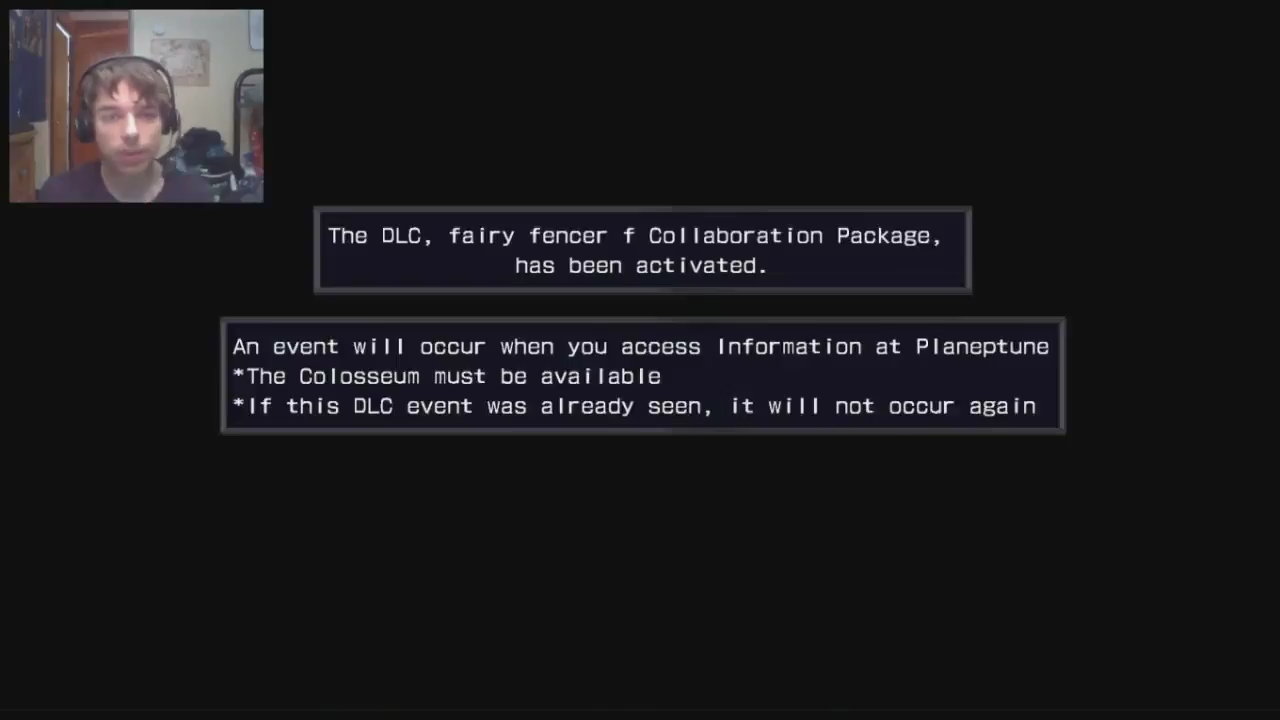 The DLC, fairy fencer f Collaboration Package,
has been activated.
An event will occur when you access Information at Planeptune
*The Colosseum must be available
*If this DLC event was already seen, it will not occur again